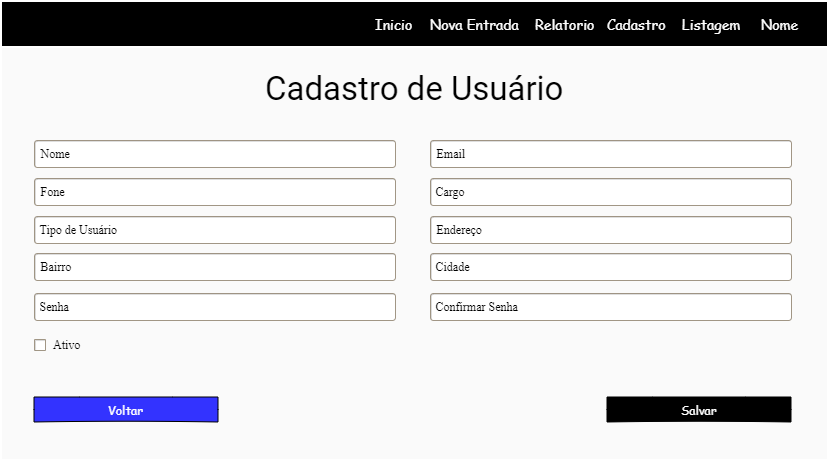 Inicio Nova Entrada Relatorio Cadastro Listagem Nome
Cadastro de Usuário
Nome Email
Fone Cargo
Tipo de Usuário Endereço
Bairro Cidade
Senha Confirmar Senha
Ativo
Voltar Salvar